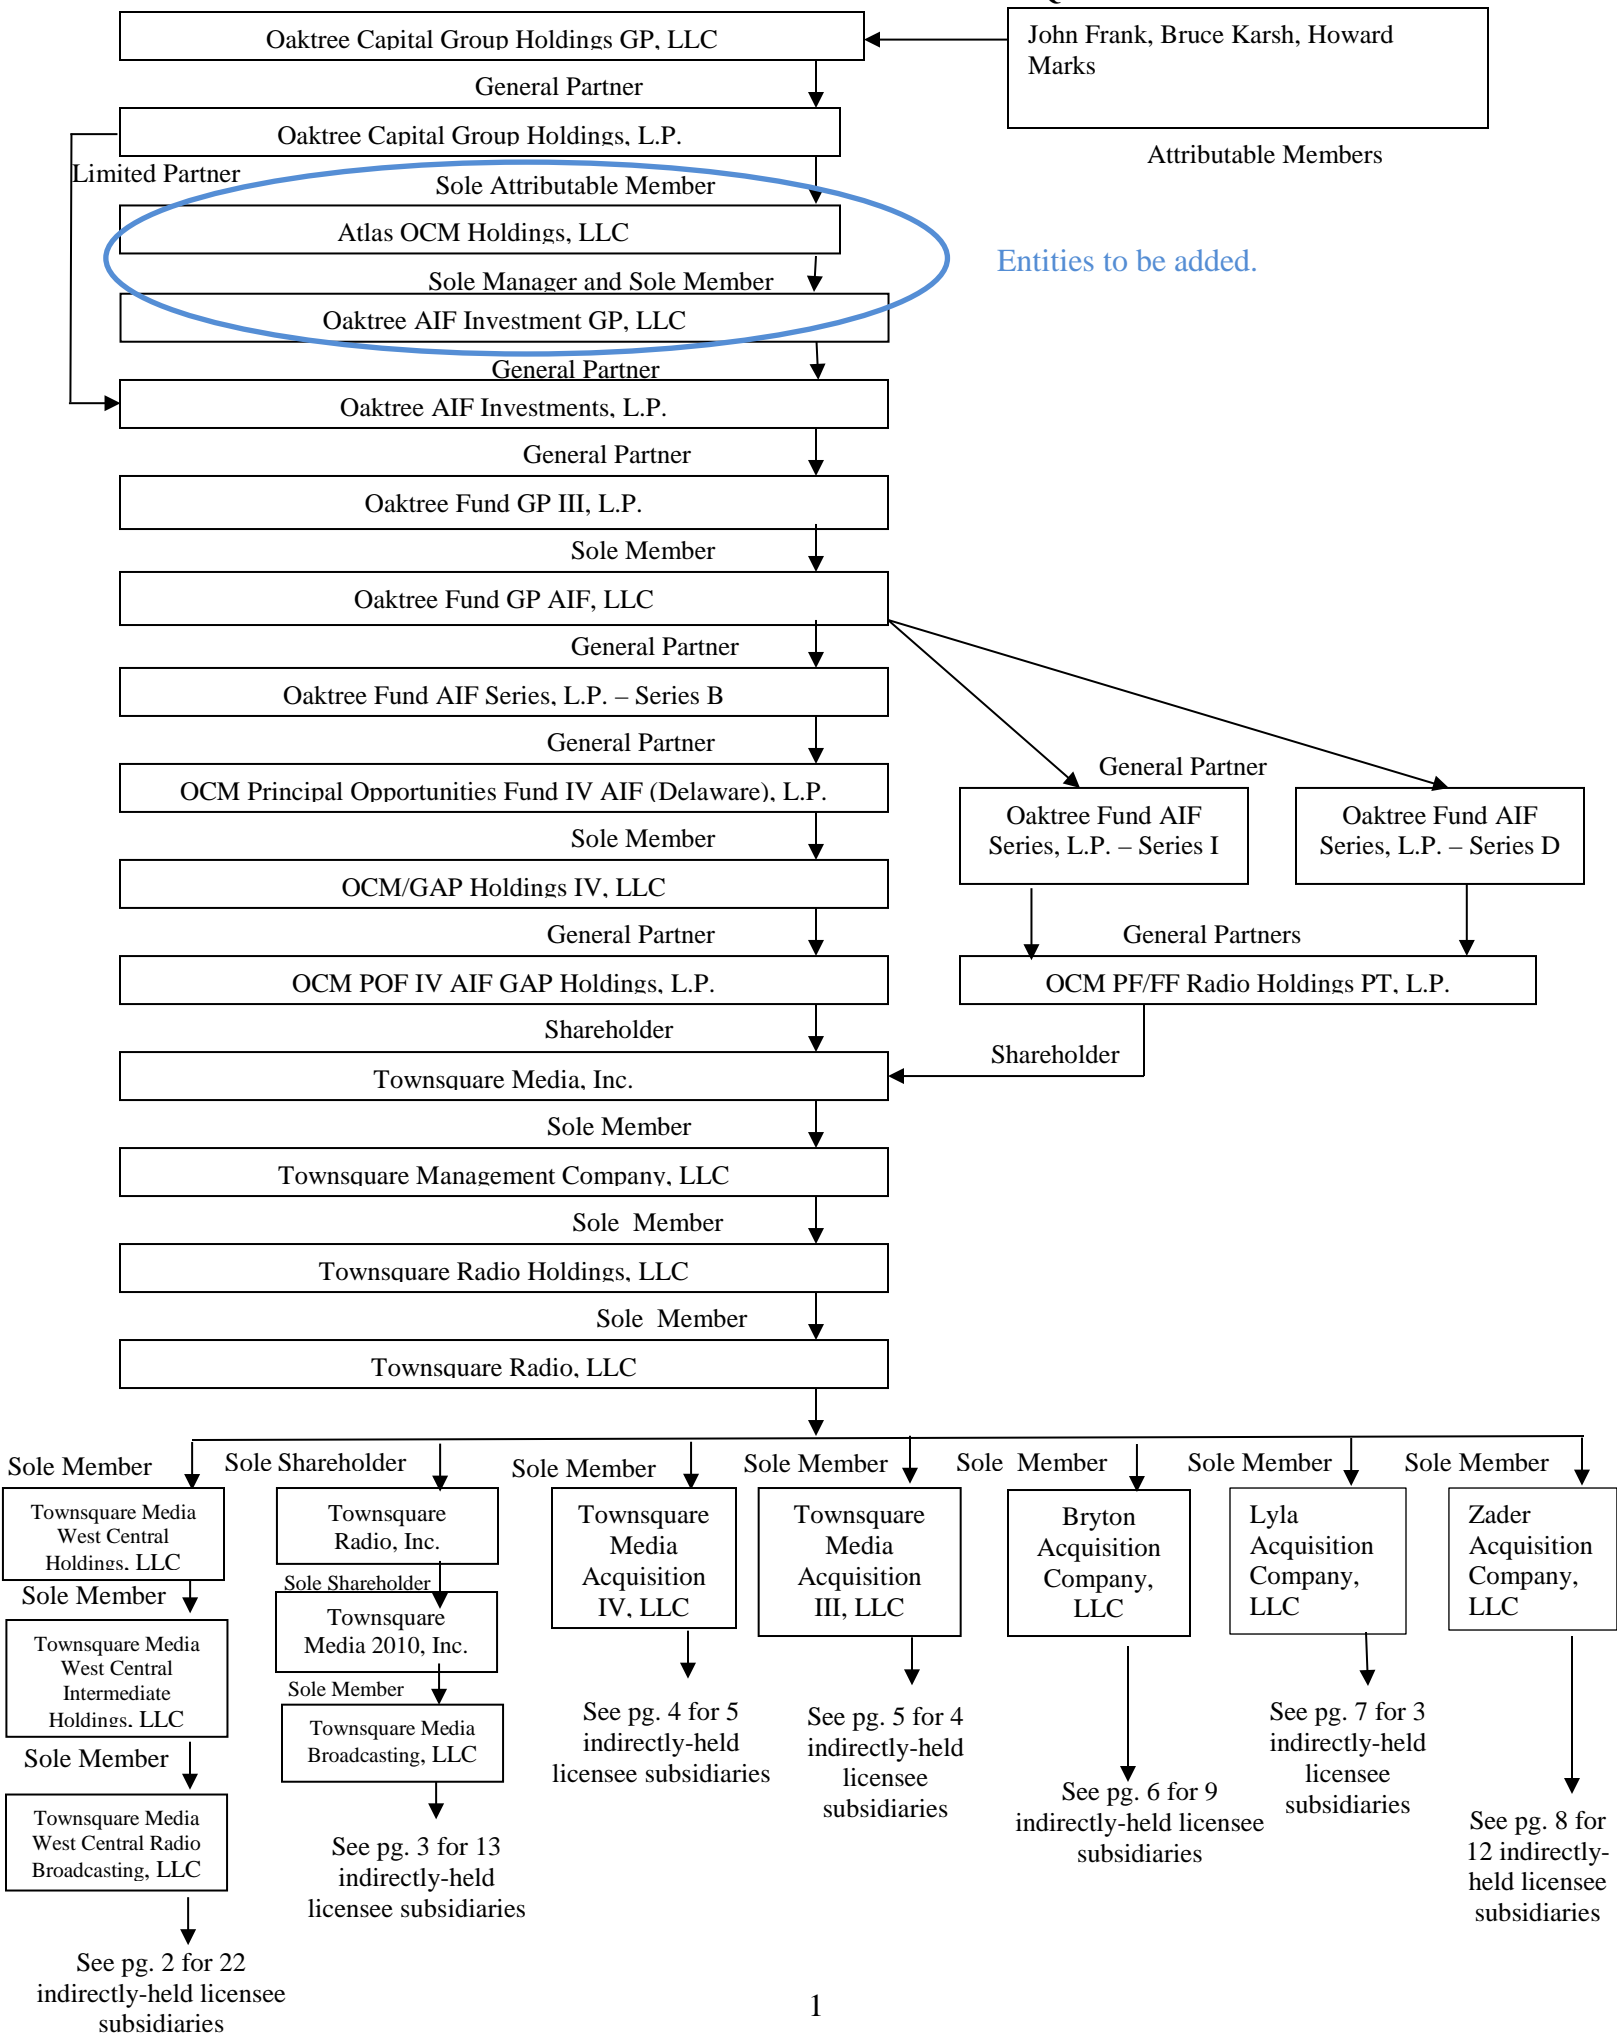 Oaktree Capital Group Holdings GP, LLC
John Frank, Bruce Karsh, Howard
Marks
General Partner
Oaktree Capital Group Holdings, L.P.
Attributable Members
Limited Partner
Sole Attributable Member
Atlas OCM Holdings, LLC
Entities to be added.
Sole Manager and Sole Member
Oaktree AIF Investment GP, LLC
General Partner
Oaktree AIF Investments, L.P.
General Partner
Oaktree Fund GP III, L.P.
Sole Member
Oaktree Fund GP AIF, LLC
General Partner
Oaktree Fund AIF Series, L.P. – Series B
General Partner
OCM Principal Opportunities Fund IV AIF (Delaware), L.P.
General Partner
Oaktree Fund AIF
Series, L.P. – Series I
Oaktree Fund AIF
Series, L.P. – Series D
Sole Member
OCM/GAP Holdings IV, LLC
General Partner
General Partners
OCM POF IV AIF GAP Holdings, L.P.
OCM PF/FF Radio Holdings PT, L.P.
Shareholder
Shareholder
Townsquare Media, Inc.
Sole Member
Townsquare Management Company, LLC
Sole  Member
Townsquare Radio Holdings, LLC
Sole  Member
Townsquare Radio, LLC
Sole Member
Townsquare Media
West Central
Holdings, LLC
Sole Member
Townsquare Media
West Central
Intermediate
Holdings, LLC
Sole Member
Townsquare Media
West Central Radio
Broadcasting, LLC
See pg. 2 for 22
indirectly-held licensee
subsidiaries
Sole Shareholder
Townsquare
Radio, Inc.
Sole Shareholder
Townsquare
Media 2010, Inc.
Sole Member
Townsquare Media
Broadcasting, LLC
See pg. 3 for 13
indirectly-held
licensee subsidiaries
Sole Member
Townsquare
Media
Acquisition
IV, LLC
See pg. 4 for 5
indirectly-held
licensee subsidiaries
Sole Member
Townsquare
Media
Acquisition
III, LLC
See pg. 5 for 4
indirectly-held
licensee
subsidiaries
Sole  Member
Bryton
Acquisition
Company,
LLC
See pg. 6 for 9
indirectly-held licensee
subsidiaries
Sole Member
Lyla
Acquisition
Company,
LLC
See pg. 7 for 3
indirectly-held
licensee
subsidiaries
Sole Member
Zader
Acquisition
Company,
LLC
See pg. 8 for
12 indirectly-
held licensee
subsidiaries
1